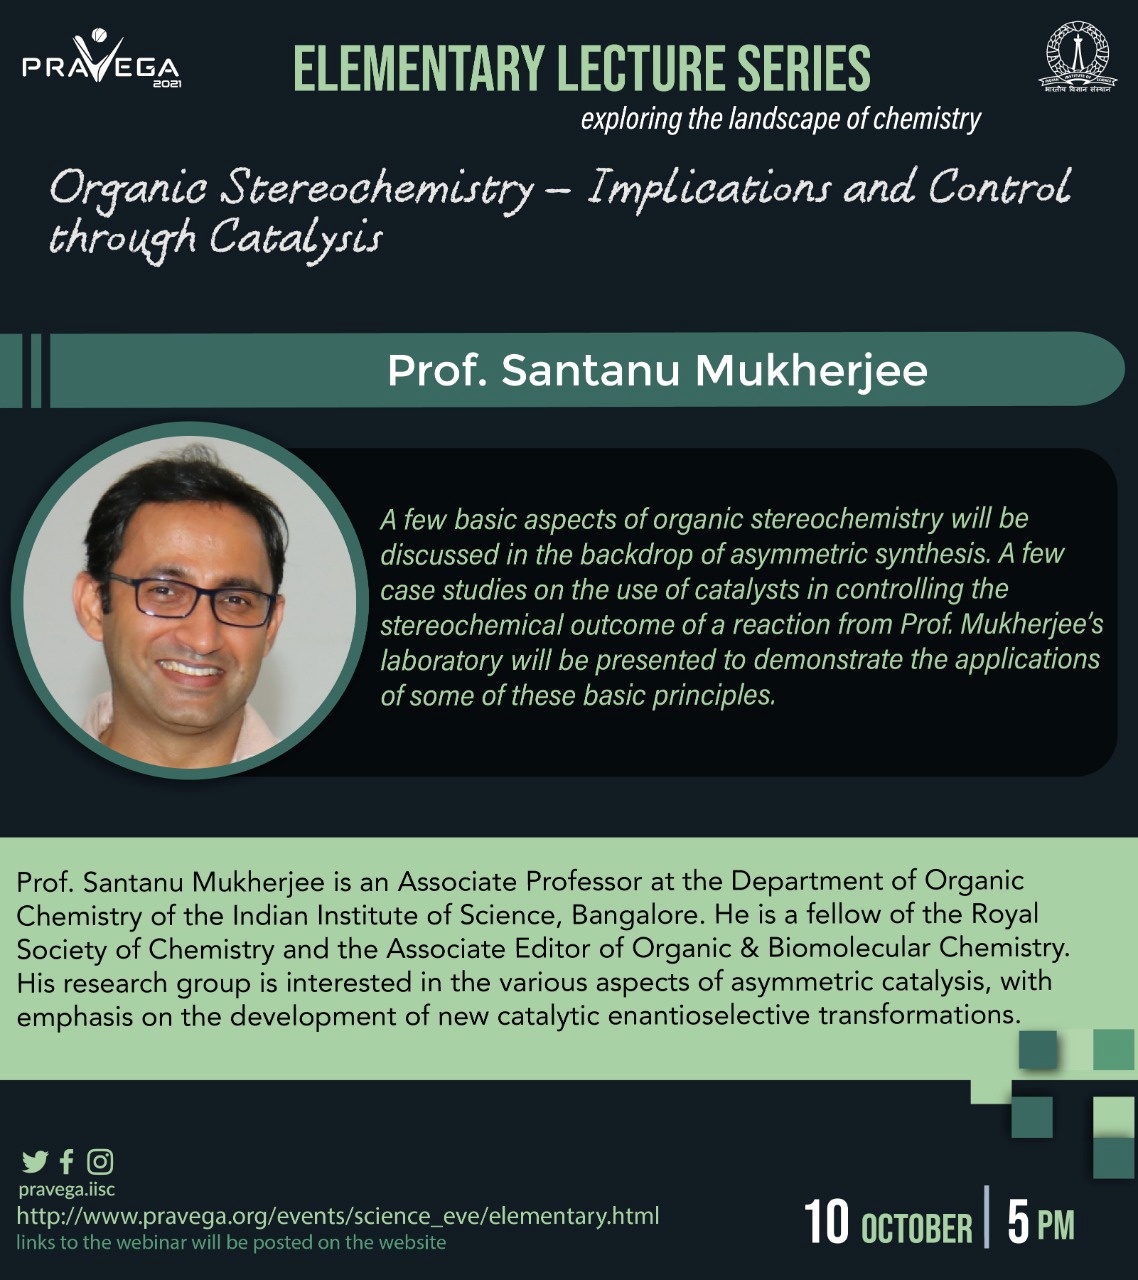 PRAVEGA
2021
ELEMENTARY LECTURE SERIES
exploring the landscape of chemistry
भारतीय विज्ञान संस्थान
Organic Stereochemistry – Implications and Control
through Catalysis
Prof. Santanu Mukherjee
A few basic aspects of organic stereochemistry will be
discussed in the backdrop of asymmetric synthesis. A few
case studies on the use of catalysts in controlling the
stereochemical outcome of a reaction from Prof. Mukherjee's
laboratory will be presented to demonstrate the applications
of some of these basic principles.
Prof. Santanu Mukherjee is an Associate Professor at the Department of Organic
Chemistry of the Indian Institute of Science, Bangalore. He is a fellow of the Royal
Society of Chemistry and the Associate Editor of Organic & Biomolecular Chemistry.
His research group is interested in the various aspects of asymmetric catalysis, with
emphasis on the development of new catalytic enantioselective transformations.
pravega.iisc
http://www.pravega.org/events/science_eve/elementary.html
links to the webinar will be posted on the website
10 OCTOBER 5 PM